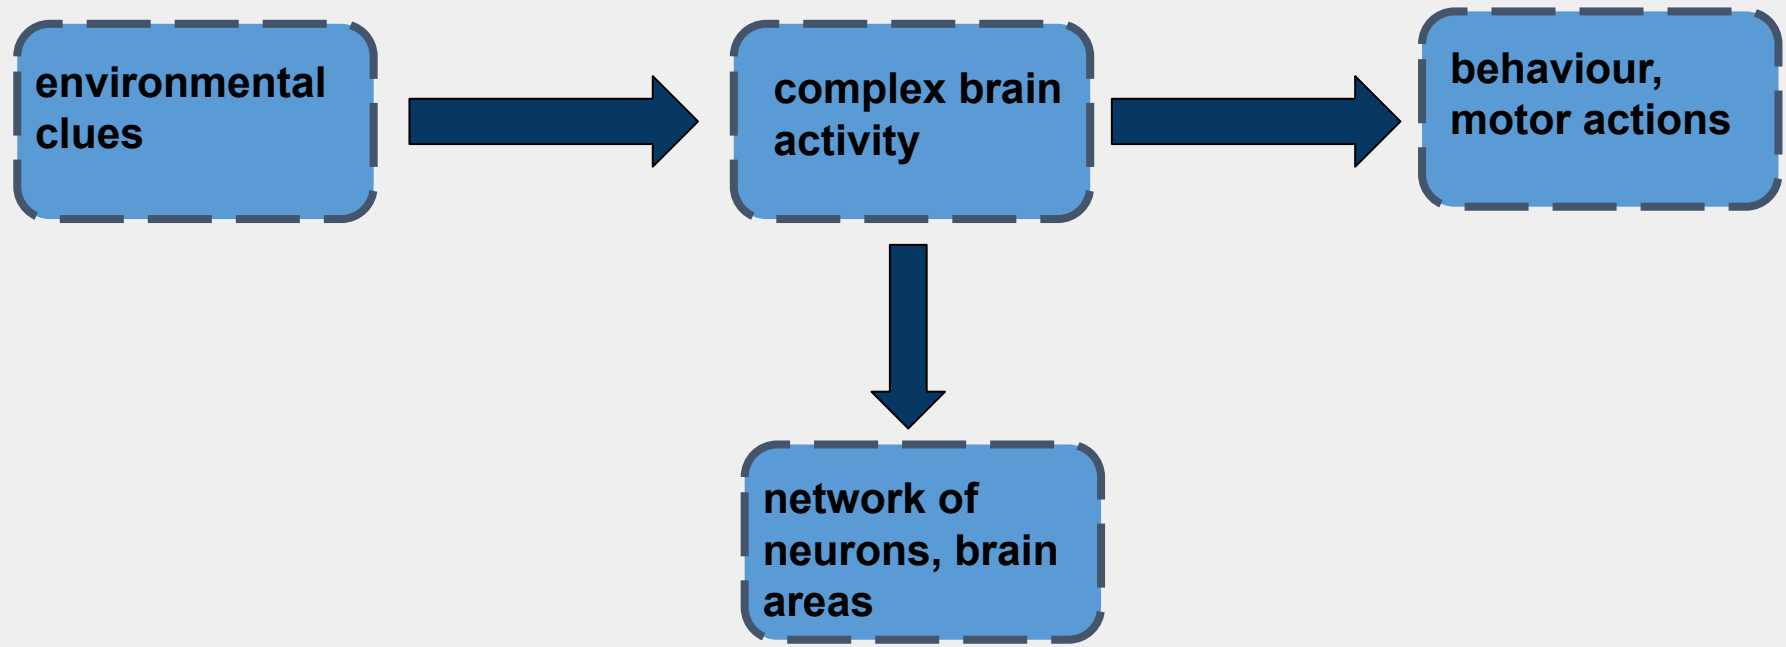 environmental
clues
complex brain
activity
behaviour,
motor actions
network of
neurons, brain
areas